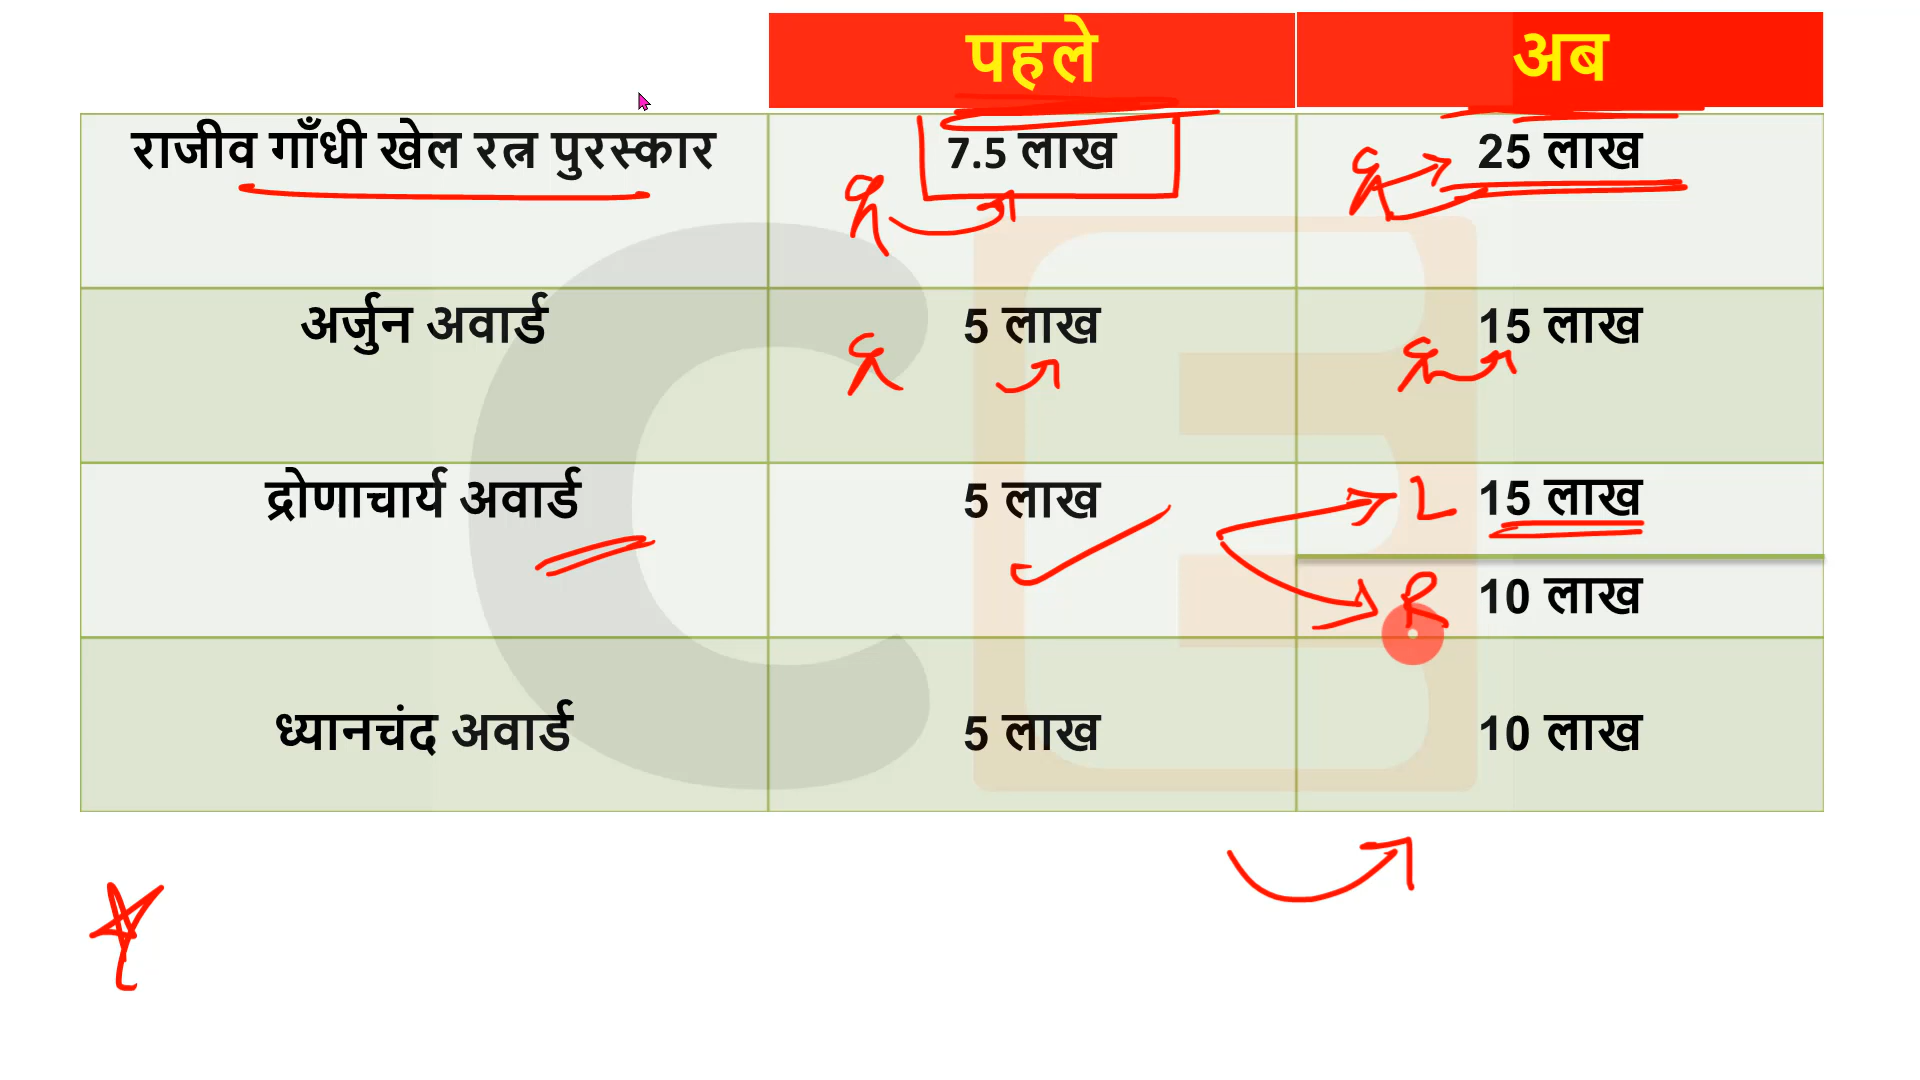 पहले अब
राजीव गाँधी खेल रत्न पुरस्कार 7.5 लाख 25 लाख
अर्जुन अवार्ड 5 लाख 15 लाख
द्रोणाचार्य अवार्ड 5 लाख L 15 लाख
R 10 लाख
ध्यानचंद अवार्ड 5 लाख 10 लाख